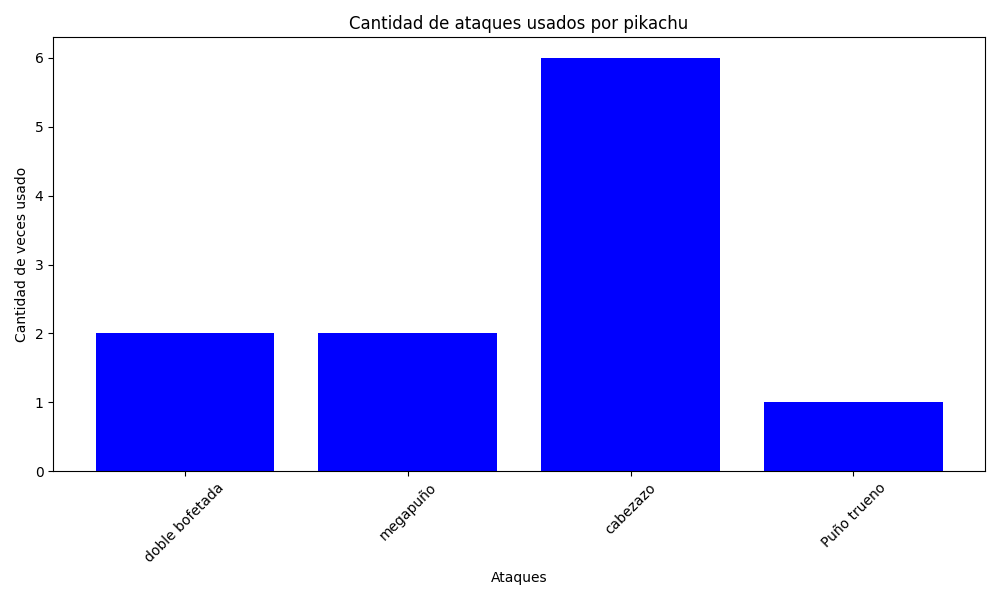 Cantidad de ataques usados por pikachu
Cantidad de veces usado
6
5
4
3
2
1
0
doble bofetada
megapuño
cabezazo
Puño trueno
Ataques